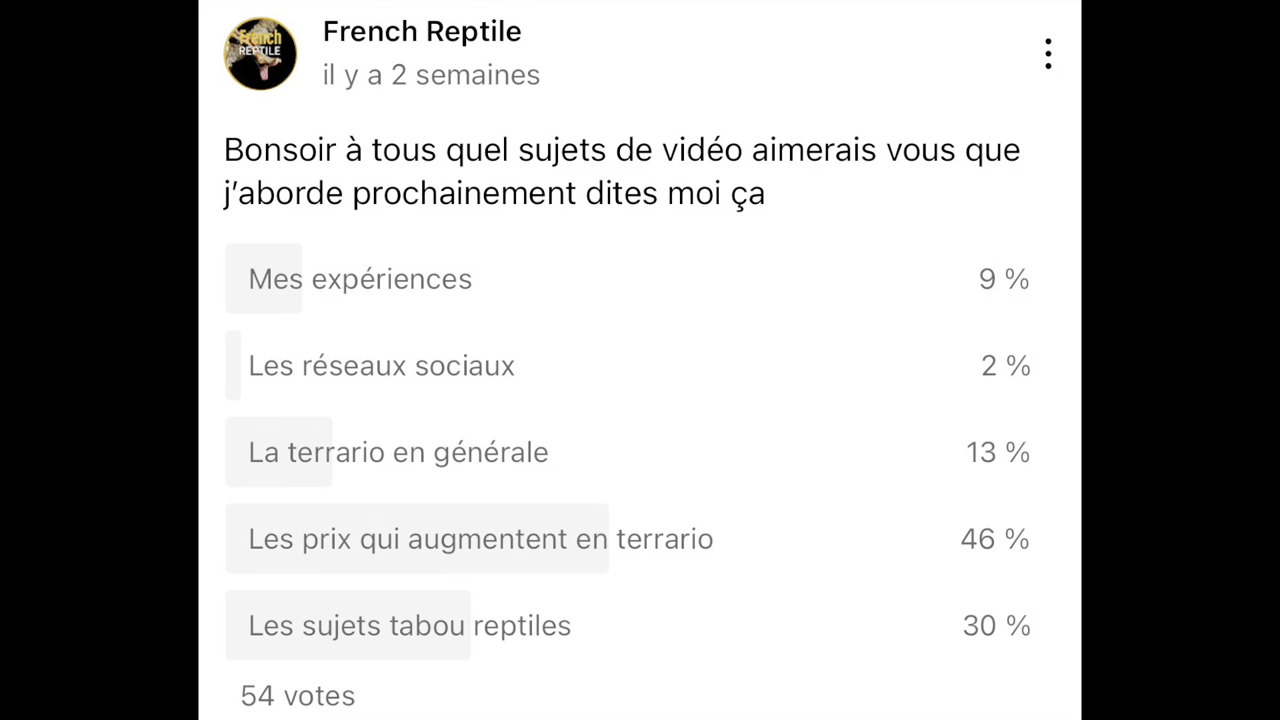 French
REPTILE
French Reptile
il y a 2 semaines
Bonsoir à tous quel sujets de vidéo aimerais vous que
j’aborde prochainement dites moi ça
Mes expériences 9 %
Les réseaux sociaux 2 %
La terrario en générale 13 %
Les prix qui augmentent en terrario 46 %
Les sujets tabou reptiles 30 %
54 votes